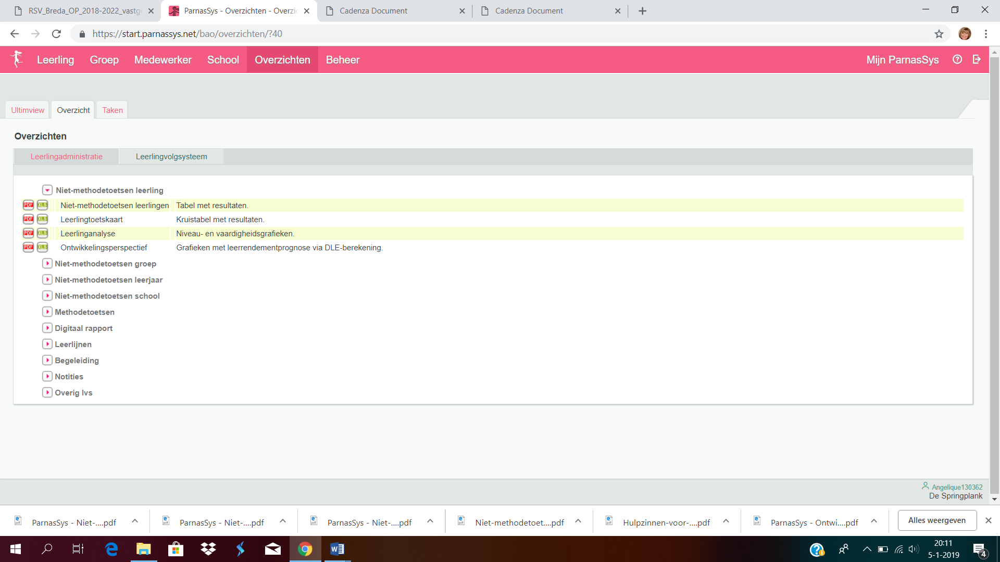 RSV_Breda_OP_2018-2022_vastge
ParnasSys - Overzichten - Overzic
Cadenza Document
Cadenza Document
https://start.parnassys.net/bao/overzichten/?40
Leerling Groep Medewerker School Overzichten Beheer Mijn ParnasSys
Ultimview Overzicht Taken
Overzichten
Leerlingadministratie Leerlingvolgsysteem
Niet-methodetoetsen leerling
PDF XLS Niet-methodetoetsen leerlingen Tabel met resultaten.
PDF XLS Leerlingtoetskaart Kruistabel met resultaten.
PDF XLS Leerlinganalyse Niveau- en vaardigheidsgrafieken.
PDF XLS Ontwikkelingsperspectief Grafieken met leerrendementprognose via DLE-berekening.
Niet-methodetoetsen groep
Niet-methodetoetsen leerjaar
Niet-methodetoetsen school
Methodetoetsen
Digitaal rapport
Leerlijnen
Begeleiding
Notities
Overig lvs
Angelique130362
De Springplank
ParnasSys - Niet-....pdf ParnasSys - Niet-....pdf ParnasSys - Niet-....pdf Niet-methodetoet....pdf Hulpzinnen-voor-....pdf ParnasSys - Ontwi....pdf Alles weergeven
20:11
5-1-2019
4